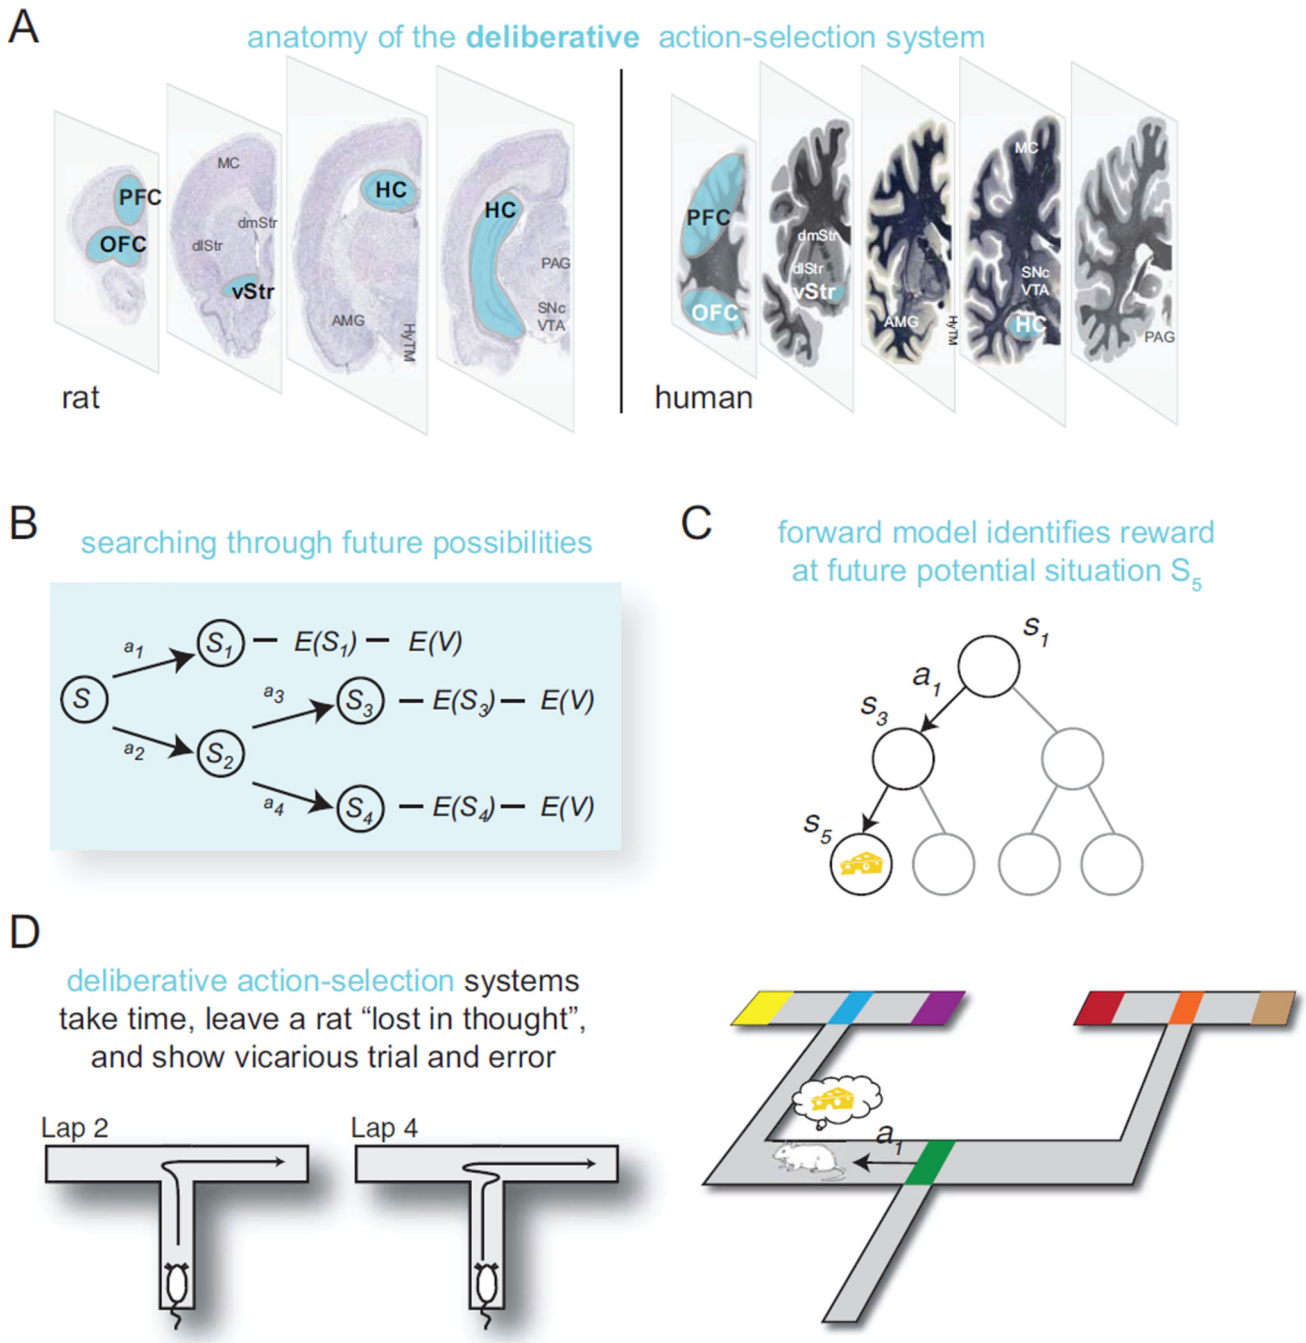 A
anatomy of the deliberative action-selection system
PFC
OFC
MC
dmStr
dlStr
vStr
HC
AMG
HyTM
HC
PAG
SNc
VTA
rat
PFC
OFC
dmStr
dlStr
vStr
AMG
HyTM
MC
SNc
VTA
HC
PAG
human
B
searching through future possibilities
S
a1
a2
S1 — E(S1) — E(V)
S2
a3
a4
S3 — E(S3) — E(V)
S4 — E(S4) — E(V)
C
forward model identifies reward
at future potential situation S5
s1
a1
s3
s5
a1
D
deliberative action-selection systems
take time, leave a rat “lost in thought”,
and show vicarious trial and error
Lap 2
Lap 4